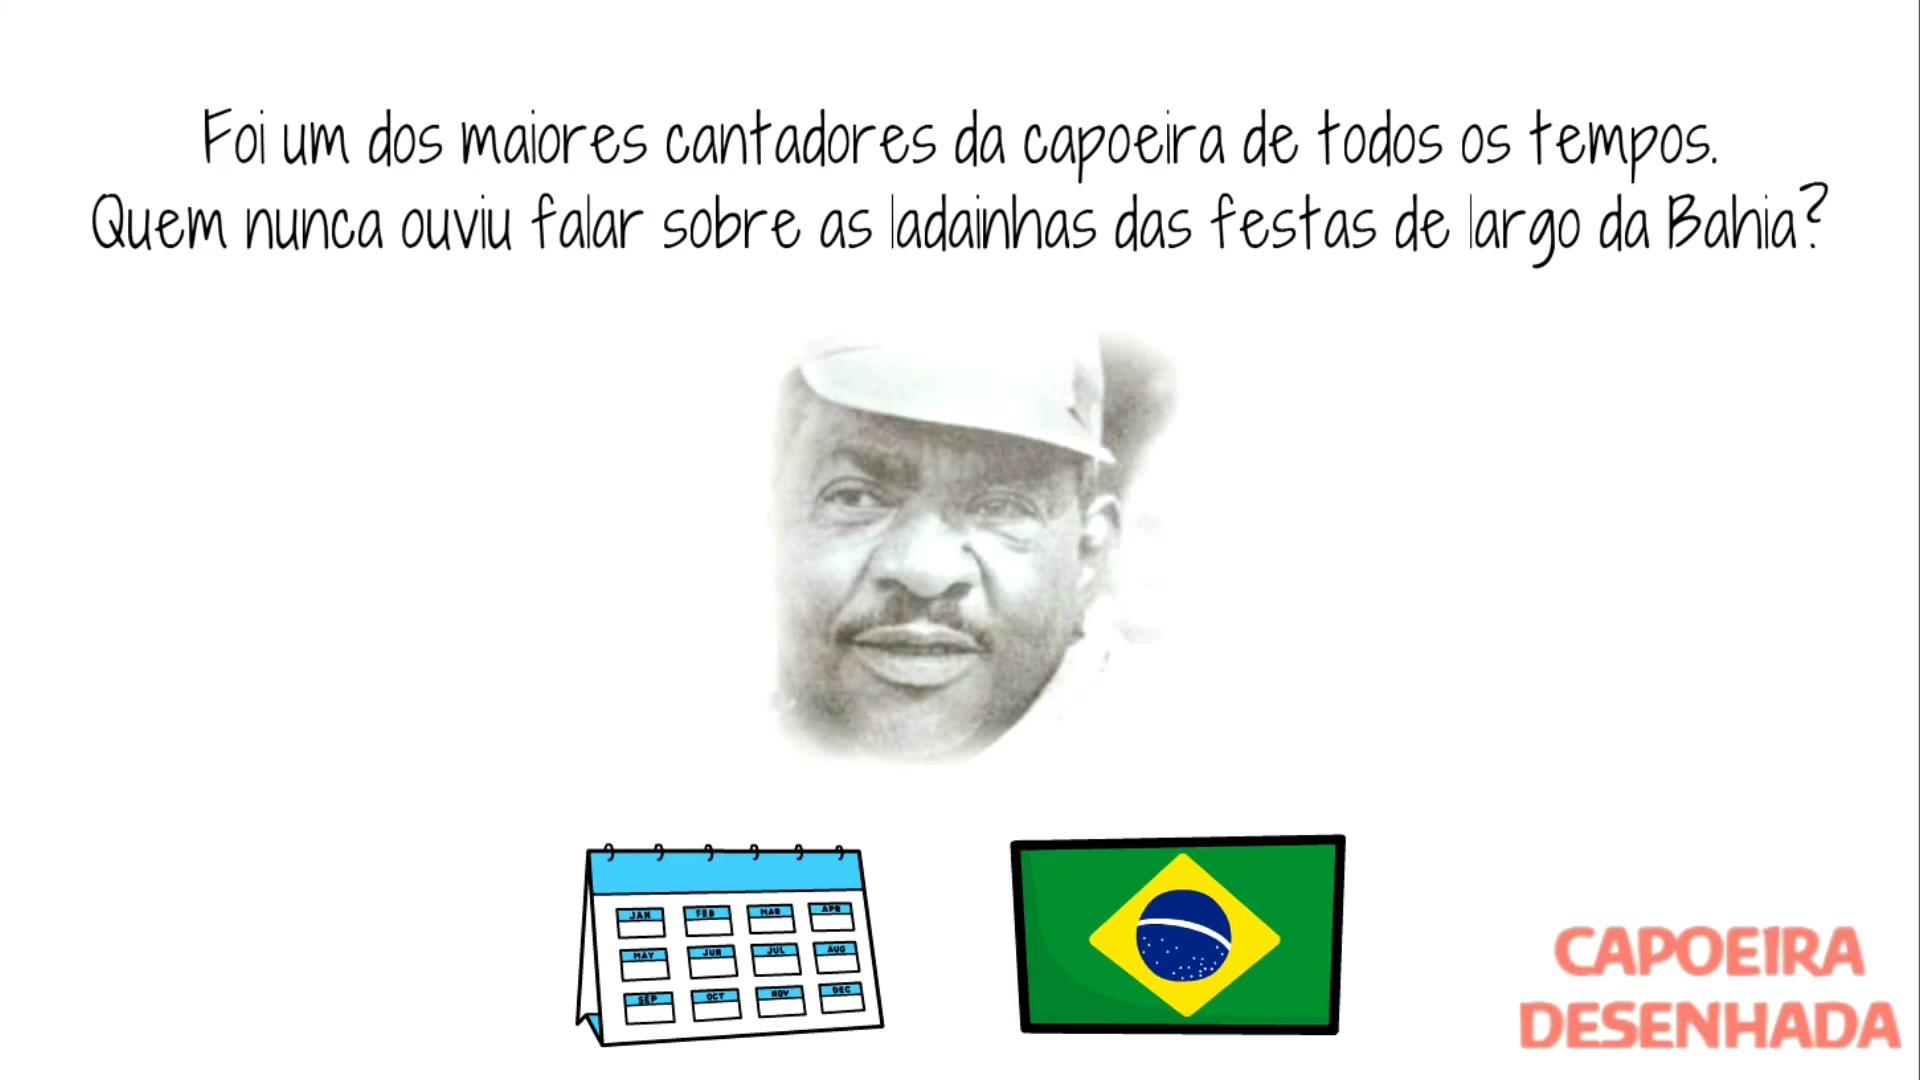 Foi um dos maiores cantadores da capoeira de todos os tempos.
Quem nunca ouviu falar sobre as ladainhas das festas de largo da Bahia?
JAN FEB MAR APR
MAY JUN JUL AUG
SEP OCT NOV DEC
CAPOEIRA
DESENHADA